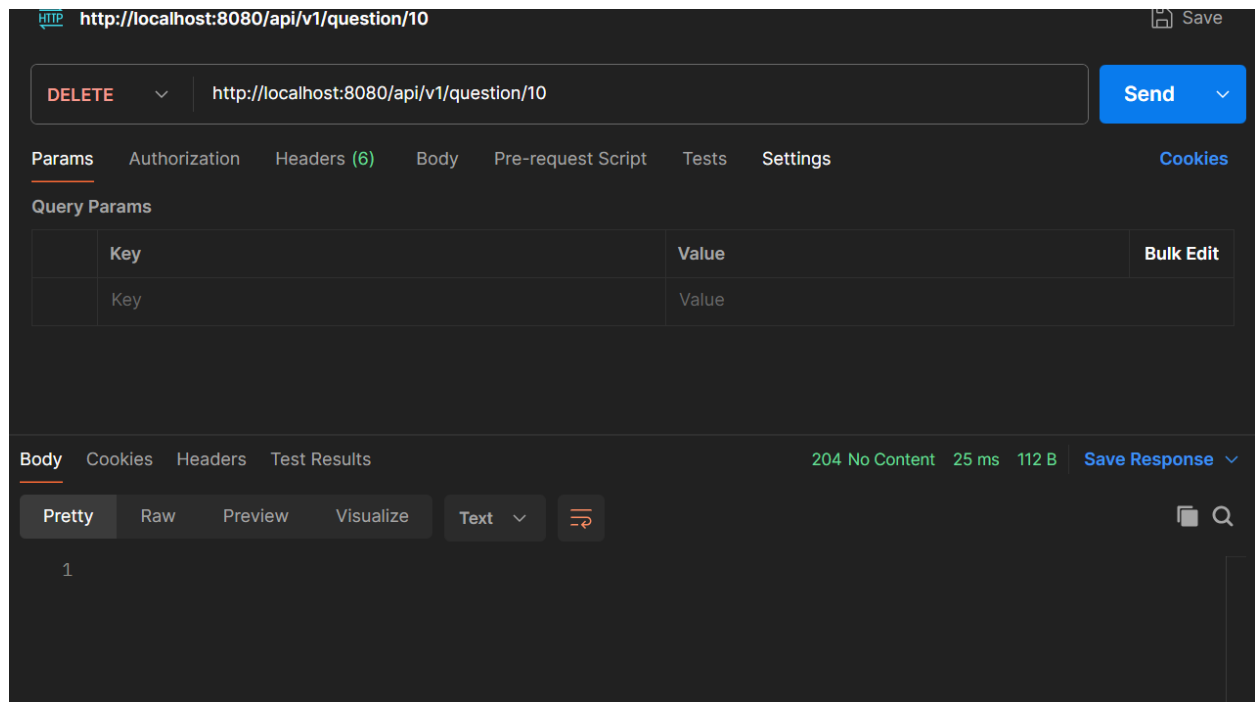 HTTP http://localhost:8080/api/v1/question/10 Save
DELETE http://localhost:8080/api/v1/question/10 Send
Params Authorization Headers (6) Body Pre-request Script Tests Settings Cookies
Query Params
Key Value Bulk Edit
Key Value
Body Cookies Headers Test Results 204 No Content 25 ms 112 B Save Response
Pretty Raw Preview Visualize Text
1